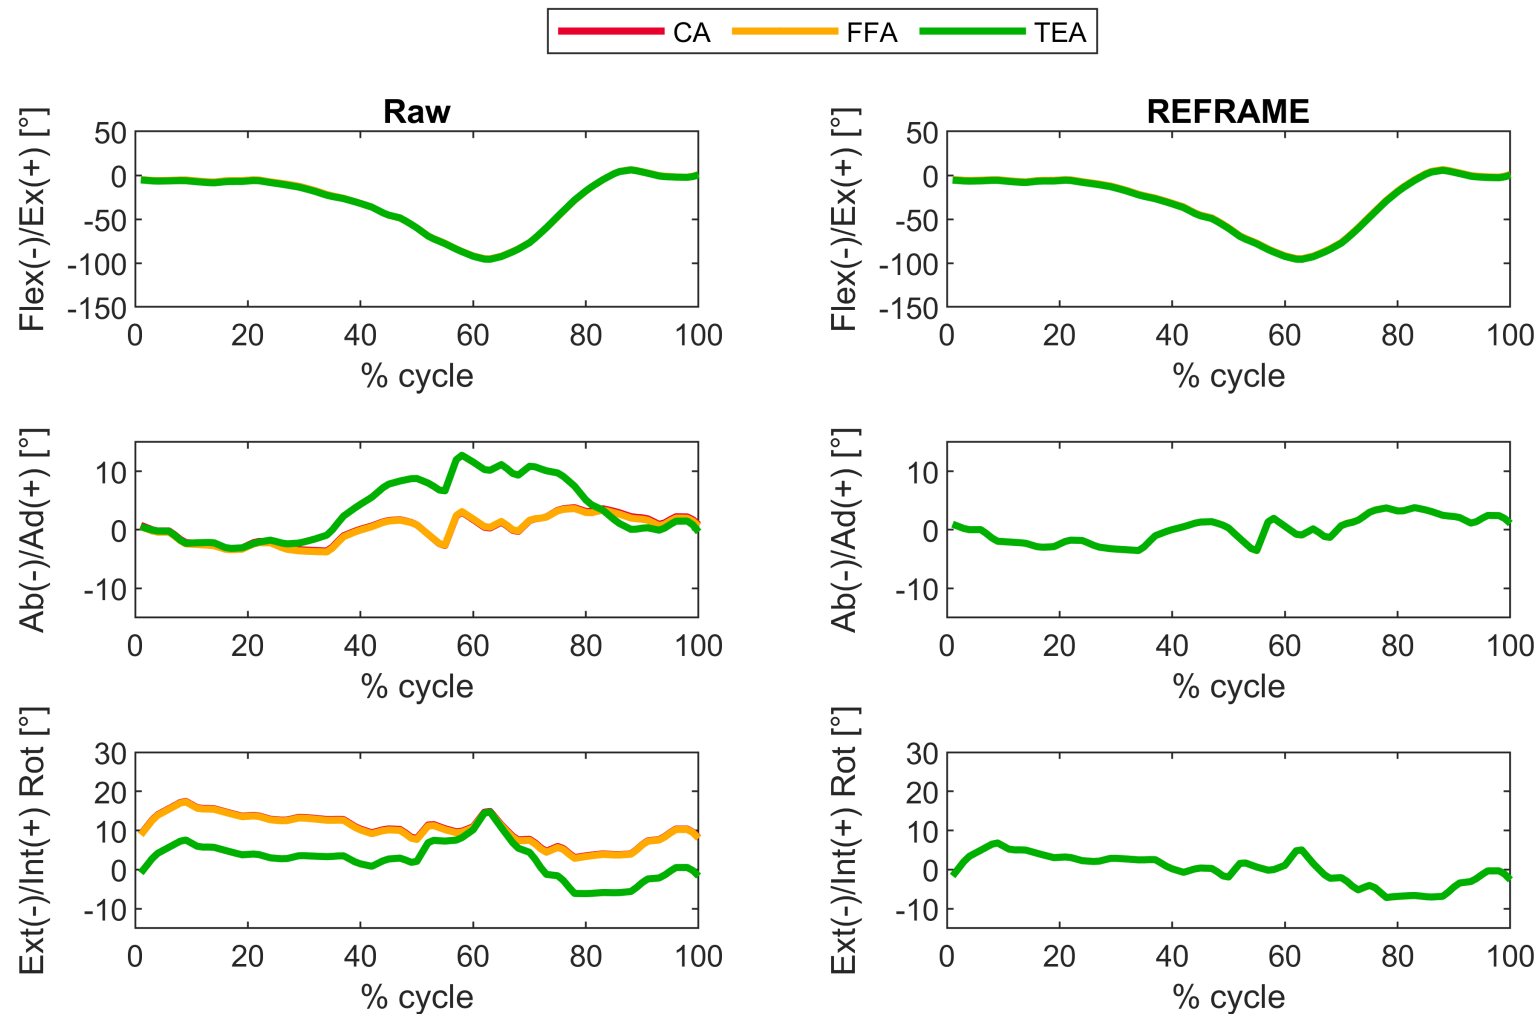 CA FFA TEA
Raw
Flex(-)/Ex(+) [°]
50
0
-50
-100
-150
0 20 40 60 80 100
% cycle
REFRAME
Flex(-)/Ex(+) [°]
50
0
-50
-100
-150
0 20 40 60 80 100
% cycle
Ab(-)/Ad(+) [°]
10
0
-10
0 20 40 60 80 100
% cycle
Ab(-)/Ad(+) [°]
10
0
-10
0 20 40 60 80 100
% cycle
Ext(-)/Int(+) Rot [°]
30
20
10
0
-10
0 20 40 60 80 100
% cycle
Ext(-)/Int(+) Rot [°]
30
20
10
0
-10
0 20 40 60 80 100
% cycle